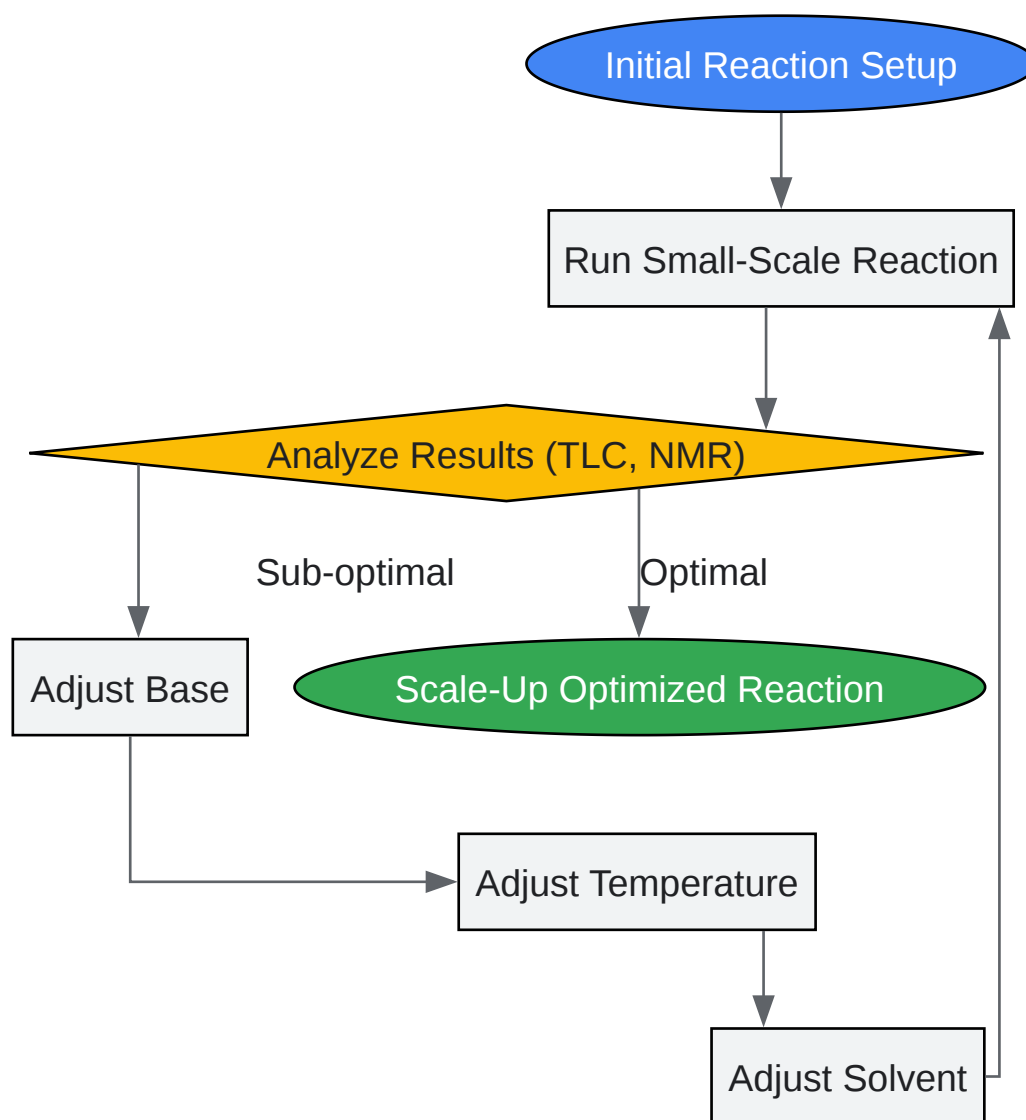 Initial Reaction Setup
Run Small-Scale Reaction
Analyze Results (TLC, NMR)
Sub-optimal
Optimal
Adjust Base
Scale-Up Optimized Reaction
Adjust Temperature
Adjust Solvent